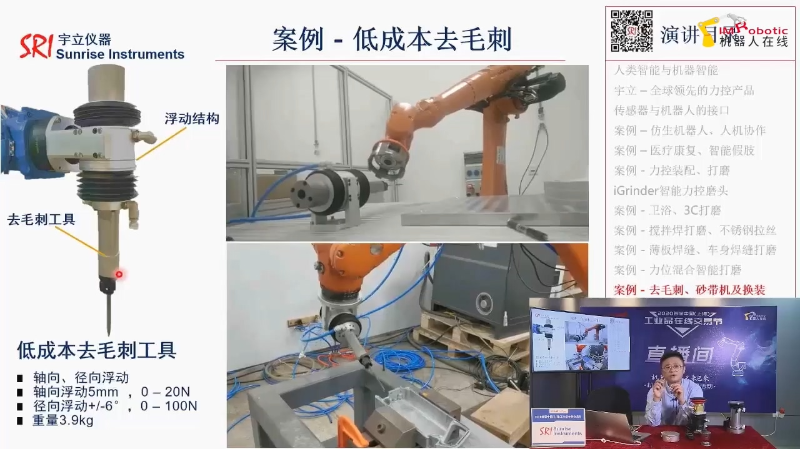 SRI 宇立仪器
Sunrise Instruments
案例 - 低成本去毛刺
浮动结构
去毛刺工具
低成本去毛刺工具
轴向、径向浮动
轴向浮动5mm ，0 – 20N
径向浮动+/-6° ，0 – 100N
重量3.9kg
演讲目
robotic
机器人在线
人类智能与机器智能
宇立 – 全球领先的力控产品
传感器与机器人的接口
案例 – 仿生机器人、人机协作
案例 – 医疗康复、智能假肢
案例 - 力控装配、打磨
iGrinder智能力控磨头
案例 - 卫浴、3C打磨
案例 - 搅拌焊打磨、不锈钢拉丝
案例 - 薄板焊缝、车身焊缝打磨
案例 - 力位混合智能打磨
案例 - 去毛刺、砂带机及换装
工业品在线交易节
直播间
SRI 宇立仪器
Sunrise Instruments